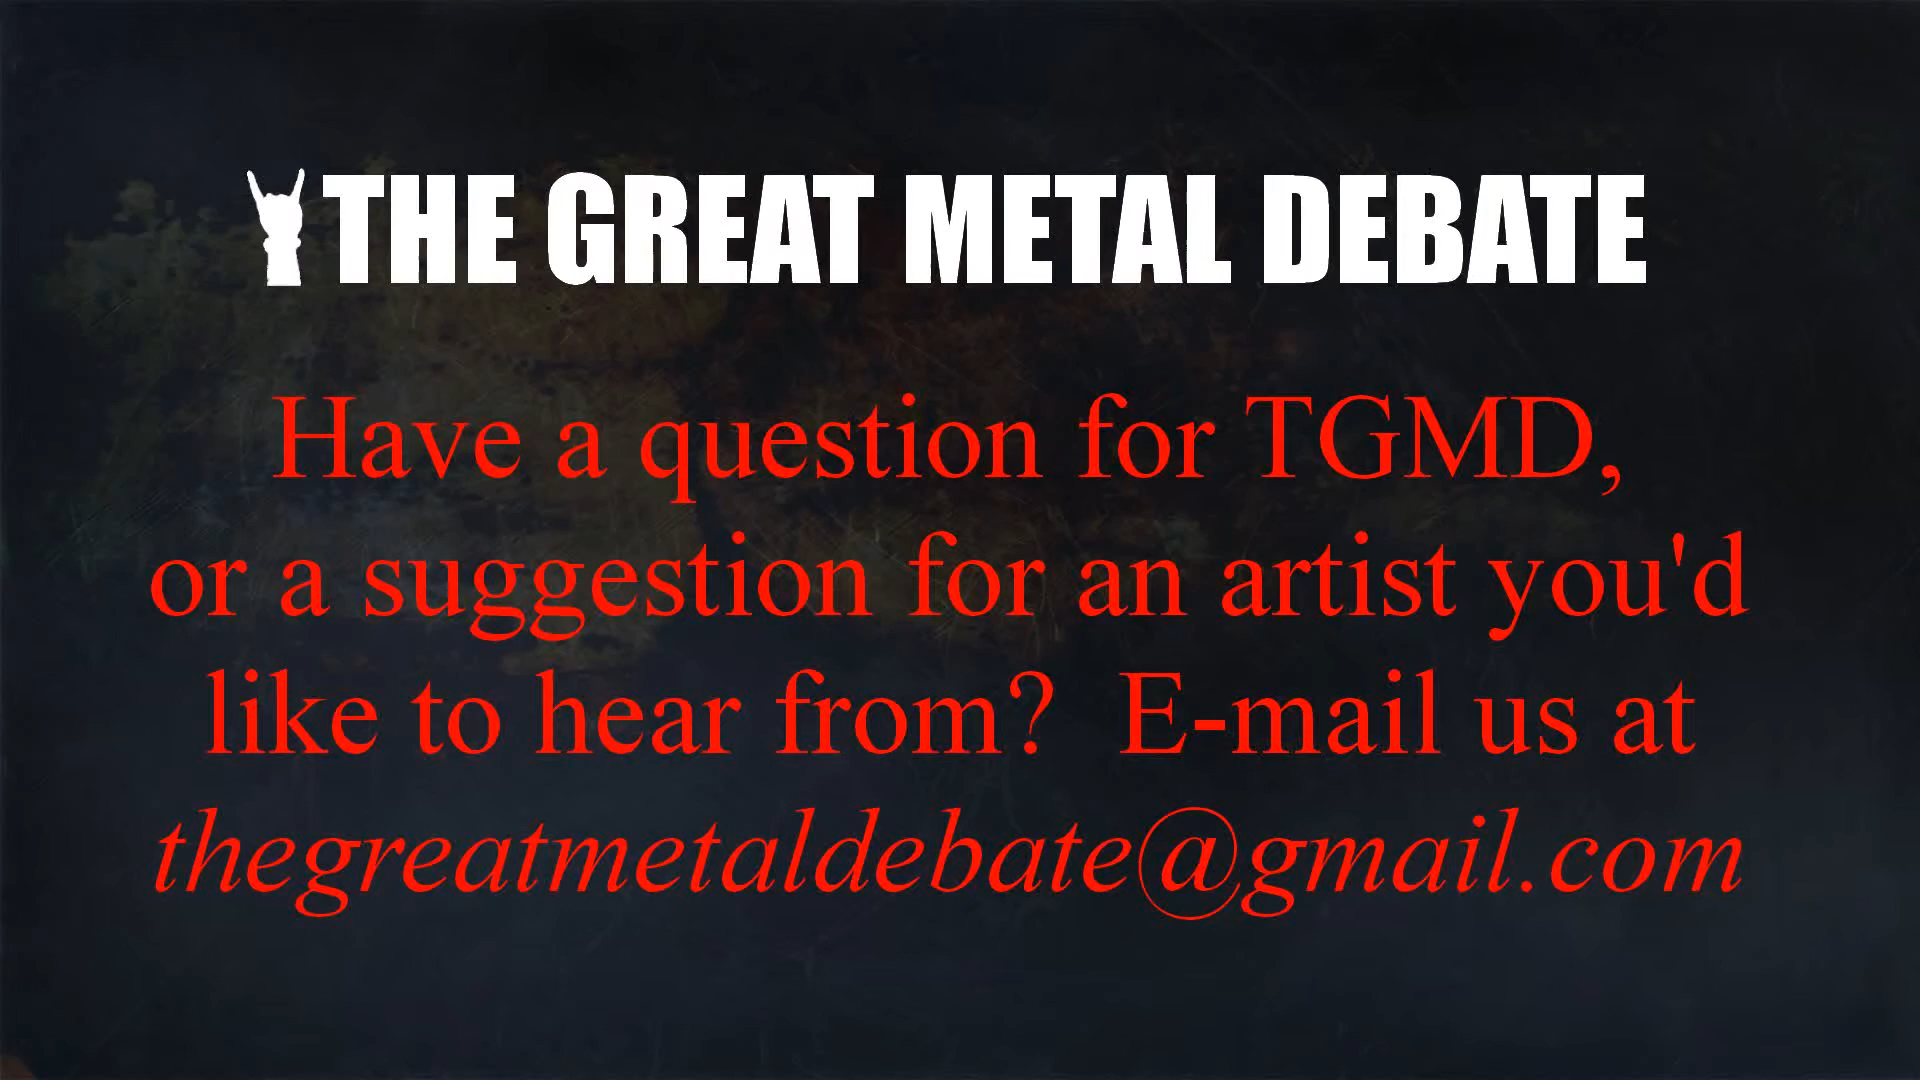 THE GREAT METAL DEBATE
Have a question for TGMD,
or a suggestion for an artist you'd
like to hear from?  E-mail us at
thegreatmetaldebate@gmail.com